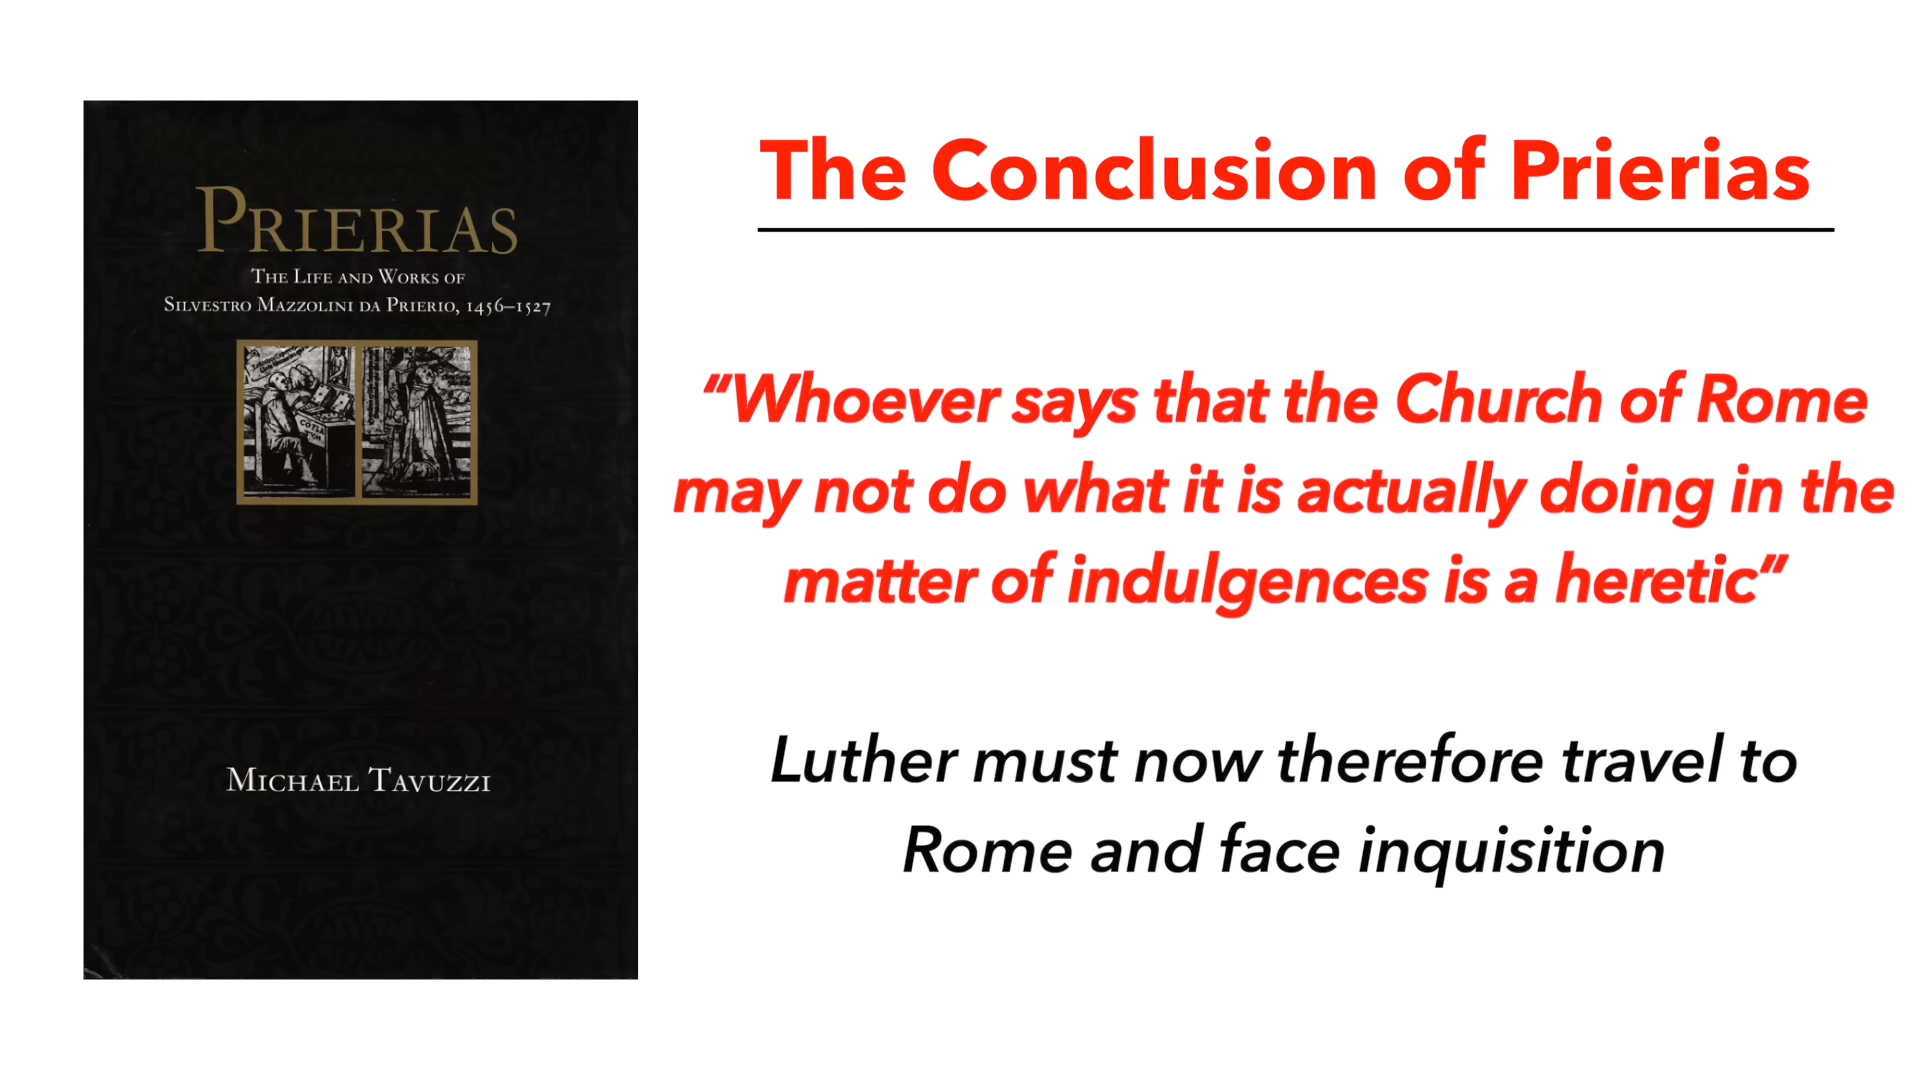 PRIERIAS
THE LIFE AND WORKS OF
SILVESTRO MAZZOLINI DA PRIERIO, 1456–1527
MICHAEL TAVUZZI
The Conclusion of Prierias
“Whoever says that the Church of Rome
may not do what it is actually doing in the
matter of indulgences is a heretic”
Luther must now therefore travel to
Rome and face inquisition